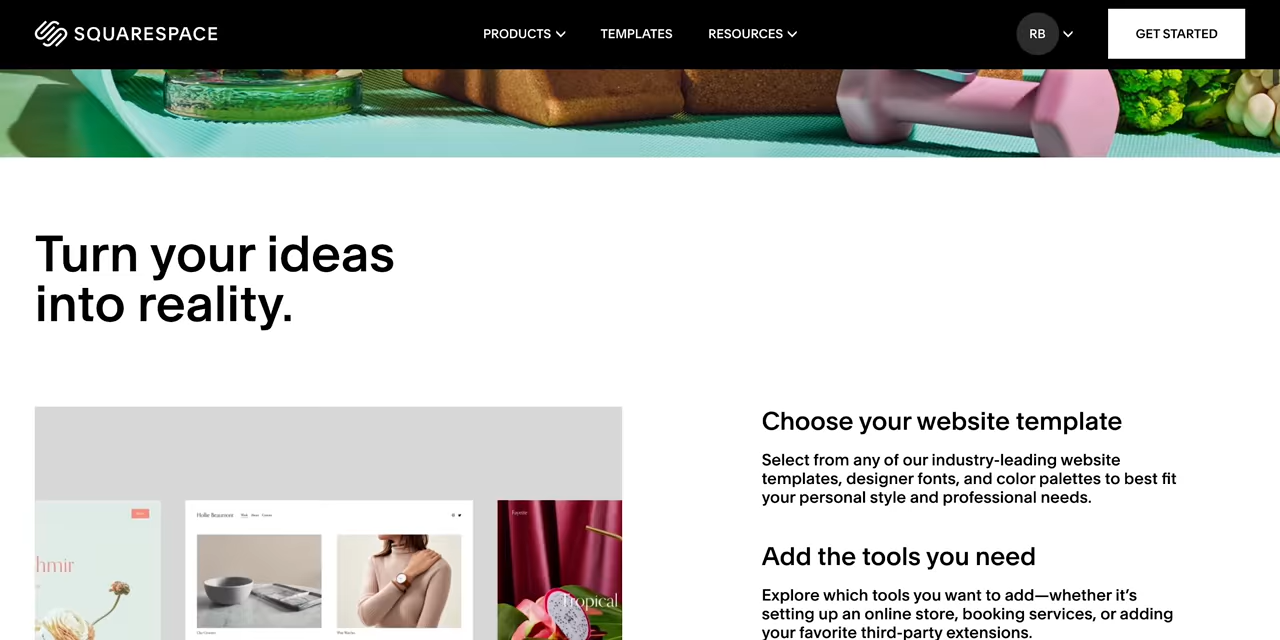 SQUARESPACE
PRODUCTS
TEMPLATES
RESOURCES
RB
GET STARTED
Turn your ideas
into reality.
Choose your website template
Select from any of our industry-leading website
templates, designer fonts, and color palettes to best fit
your personal style and professional needs.
Add the tools you need
Explore which tools you want to add—whether it's
setting up an online store, booking services, or adding
your favorite third-party extensions.
hmir
Hollie Beaumont
Favorite
Tropical